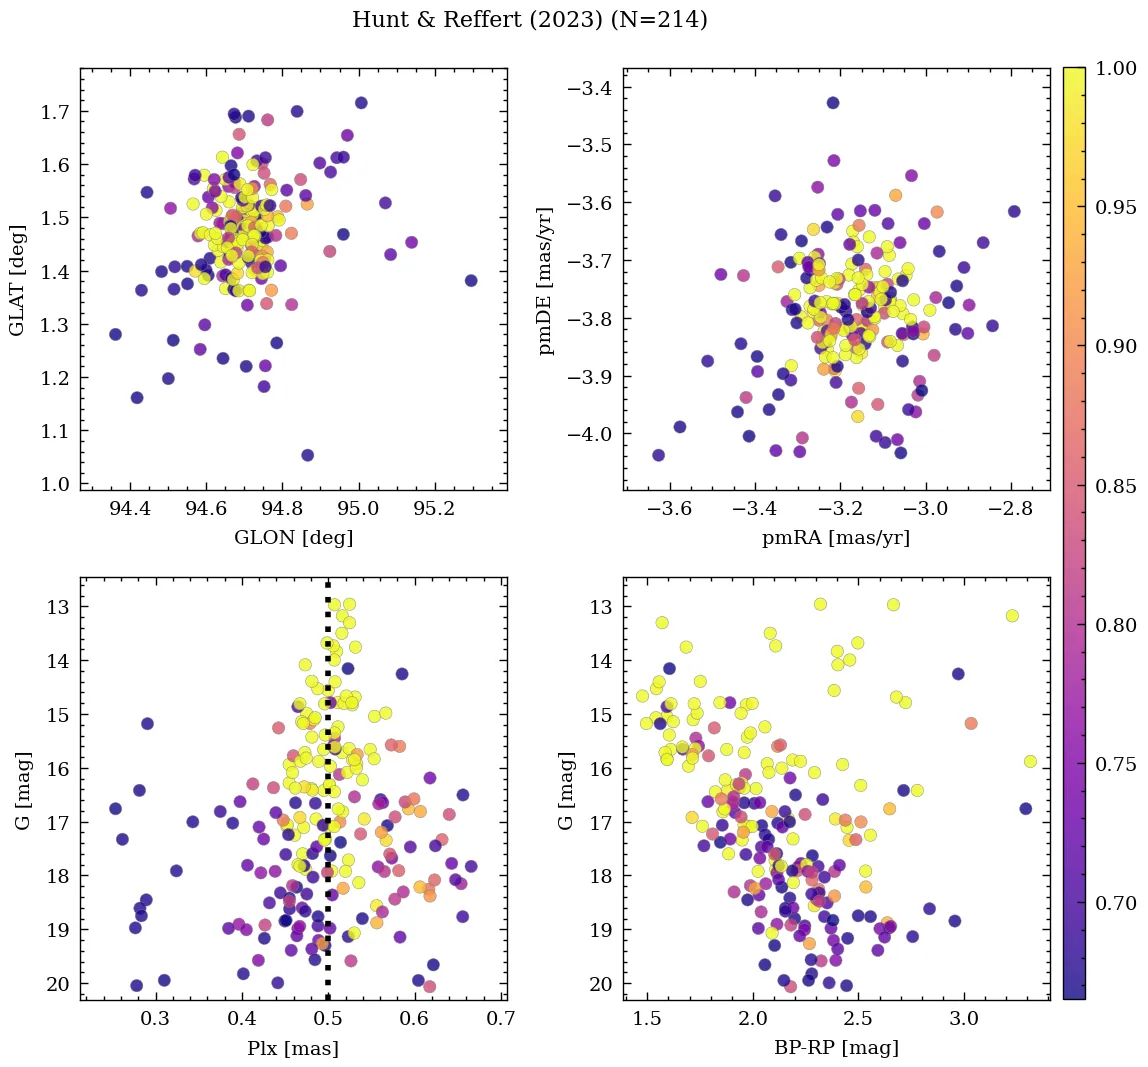 Hunt & Reffert (2023) (N=214)
1.7
1.6
1.5
1.4
1.3
1.2
1.1
1.0
GLAT [deg]
94.4 94.6 94.8 95.0 95.2
GLON [deg]
−3.4
−3.5
−3.6
−3.7
−3.8
−3.9
−4.0
pmDE [mas/yr]
−3.6 −3.4 −3.2 −3.0 −2.8
pmRA [mas/yr]
13
14
15
16
17
18
19
20
G [mag]
0.3 0.4 0.5 0.6 0.7
Plx [mas]
13
14
15
16
17
18
19
20
G [mag]
1.5 2.0 2.5 3.0
BP-RP [mag]
1.00
0.95
0.90
0.85
0.80
0.75
0.70